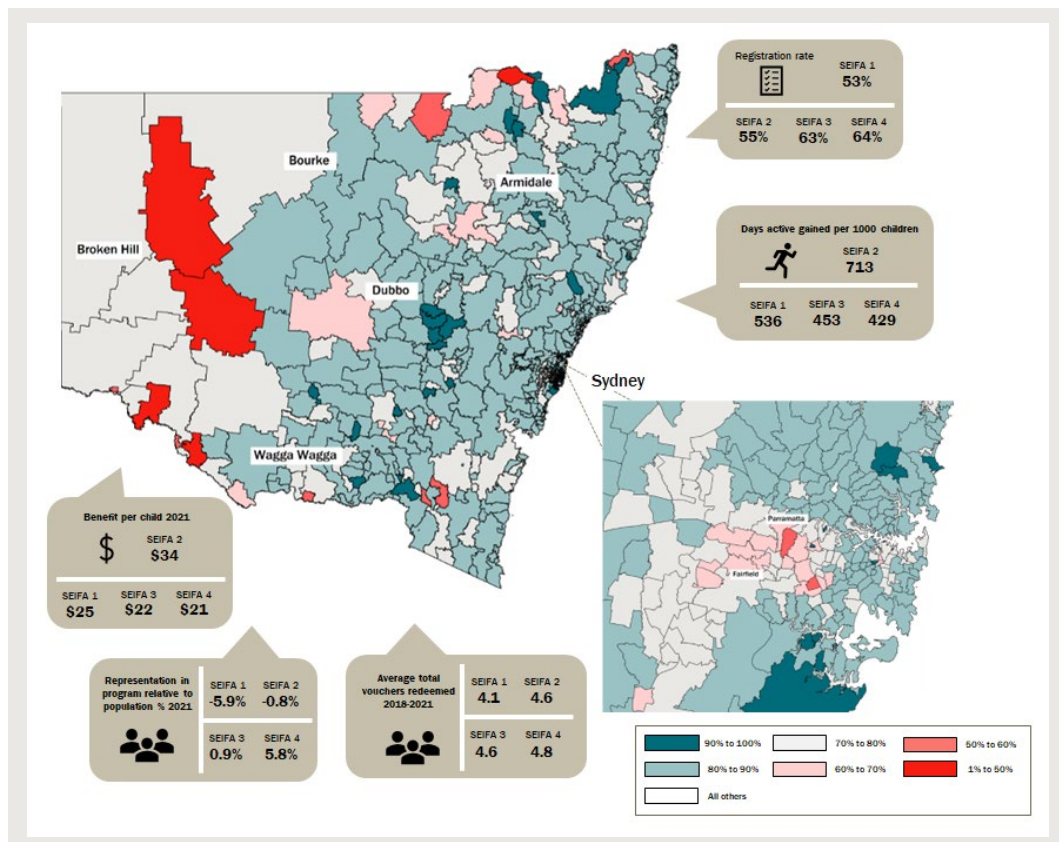 Registration rate
SEIFA 1
53%
SEIFA 2 SEIFA 3 SEIFA 4
55% 63% 64%
Bourke
Armidale
Broken Hill
Dubbo
Days active gained per 1000 children
SEIFA 2
713
SEIFA 1 SEIFA 3 SEIFA 4
536 453 429
Sydney
Wagga Wagga
Parramatta
Fairfield
Benefit per child 2021
$
SEIFA 2
$34
SEIFA 1 SEIFA 3 SEIFA 4
$25 $22 $21
Representation in
program relative to
population % 2021
SEIFA 1 SEIFA 2
-5.9% -0.8%
SEIFA 3 SEIFA 4
0.9% 5.8%
Average total
vouchers redeemed
2018-2021
SEIFA 1 SEIFA 2
4.1 4.6
SEIFA 3 SEIFA 4
4.6 4.8
90% to 100% 70% to 80% 50% to 60%
80% to 90% 60% to 70% 1% to 50%
All others